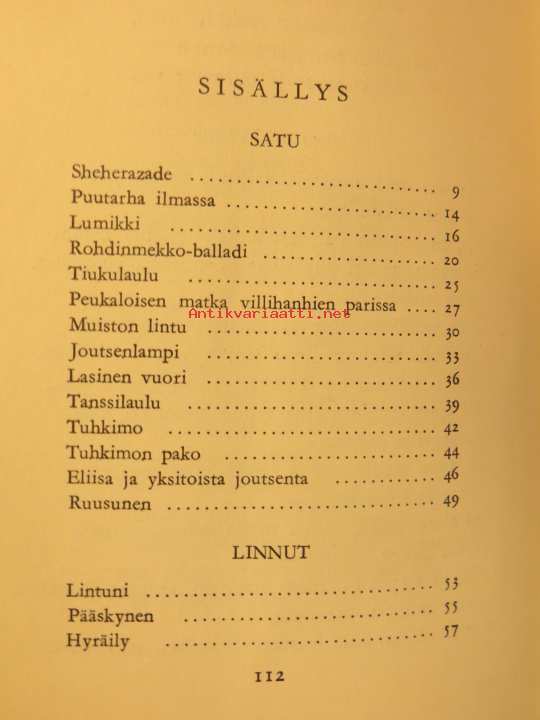 SISÄLLYS
SATU
Sheherazade ........................ 9
Puutarha ilmassa ........................ 14
Lumikki ........................ 16
Rohdinmekko-balladi ........................ 20
Tiukulaulu ........................ 25
Peukaloisen matka villihanhien parissa .... 27
Antikvariaatti.net
Muiston lintu ........................ 30
Joutsenlampi ........................ 33
Lasinen vuori ........................ 36
Tanssilaulu ........................ 39
Tuhkimo ........................ 42
Tuhkimon pako ........................ 44
Eliisa ja yksitoista joutsenta ............ 46
Ruusunen ........................ 49
LINNUT
Lintuni ........................ 53
Pääskynen ........................ 55
Hyräily ........................ 57
112